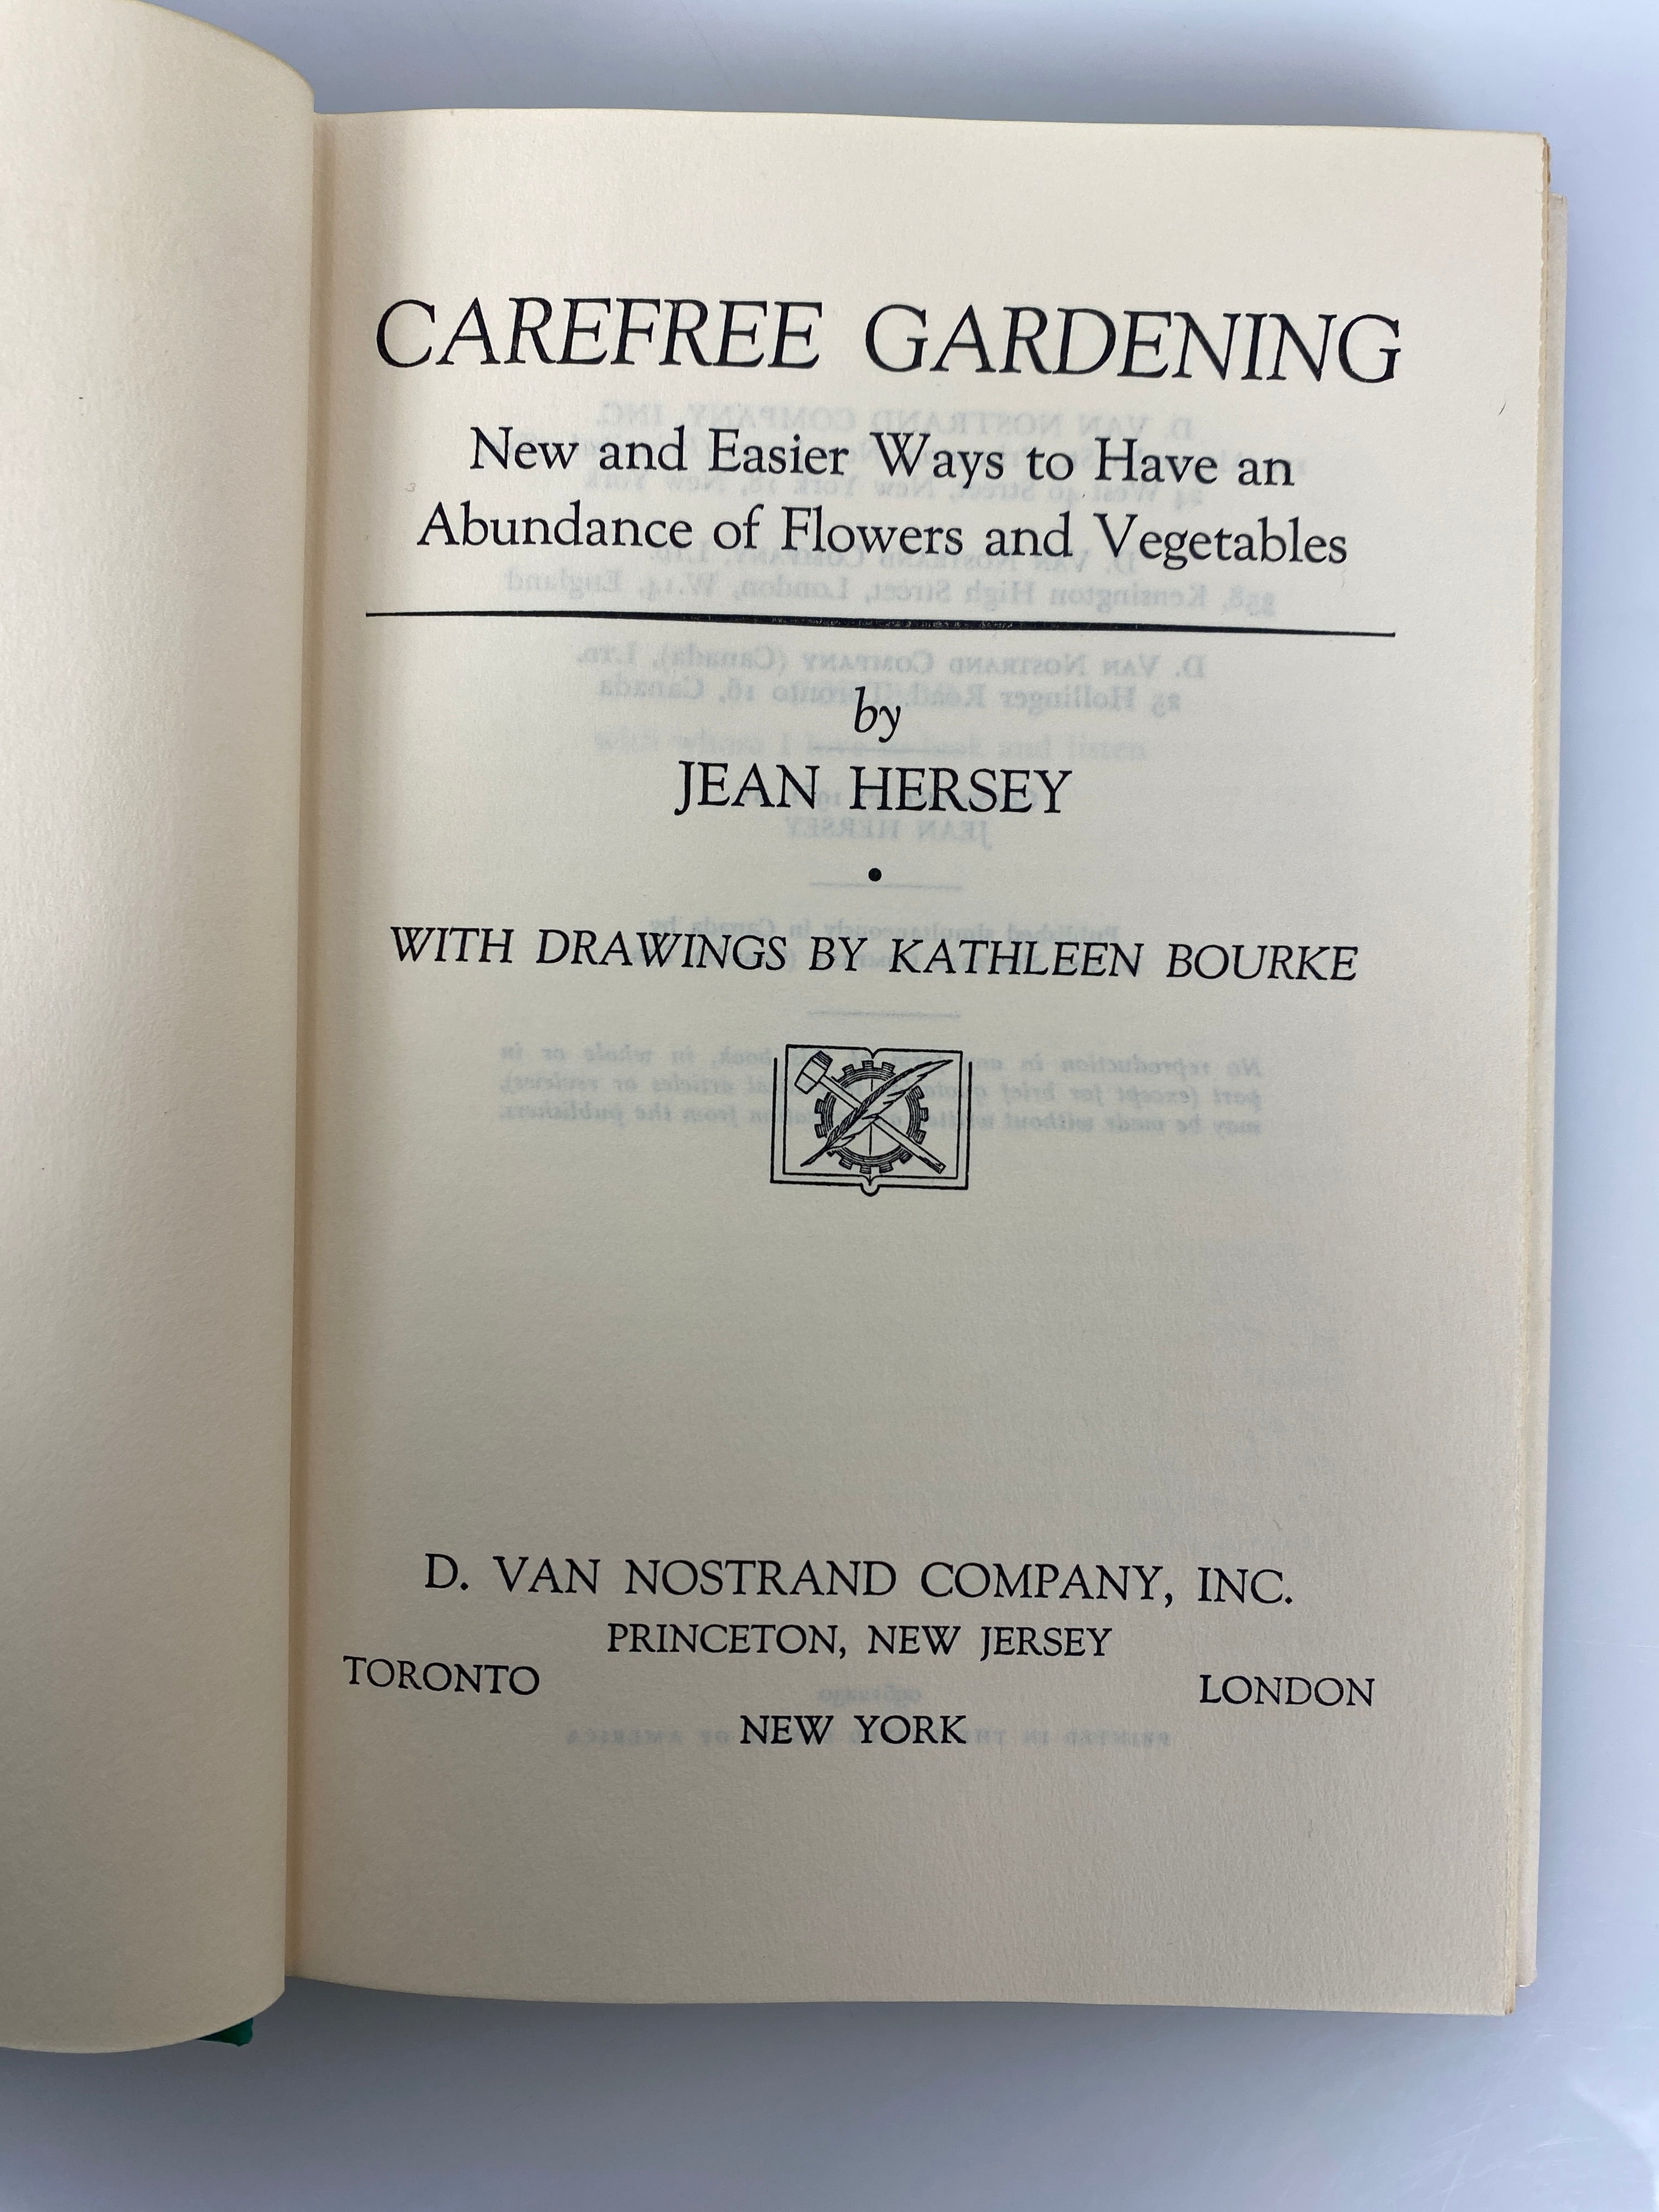 CAREFREE GARDENING
New and Easier Ways to Have an
Abundance of Flowers and Vegetables
by
JEAN HERSEY
WITH DRAWINGS BY KATHLEEN BOURKE
D. VAN NOSTRAND COMPANY, INC.
PRINCETON, NEW JERSEY
TORONTO LONDON
NEW YORK